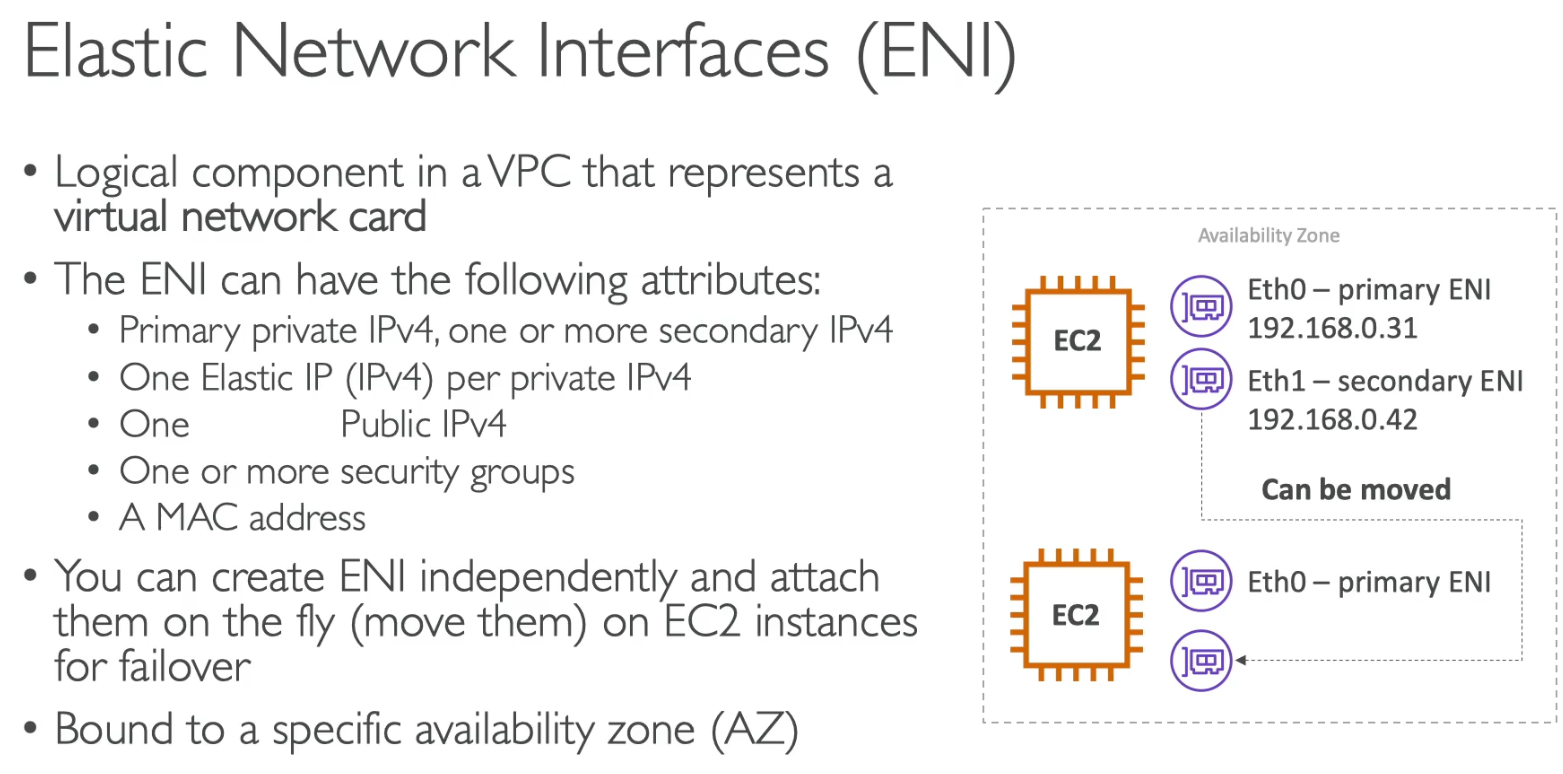 Elastic Network Interfaces (ENI)
• Logical component in a VPC that represents a
virtual network card
• The ENI can have the following attributes:
• Primary private IPv4, one or more secondary IPv4
• One Elastic IP (IPv4) per private IPv4
• One Public IPv4
• One or more security groups
• A MAC address
• You can create ENI independently and attach
them on the fly (move them) on EC2 instances
for failover
• Bound to a specific availability zone (AZ)
Availability Zone
EC2
Eth0 – primary ENI
192.168.0.31
Eth1 – secondary ENI
192.168.0.42
Can be moved
EC2
Eth0 – primary ENI